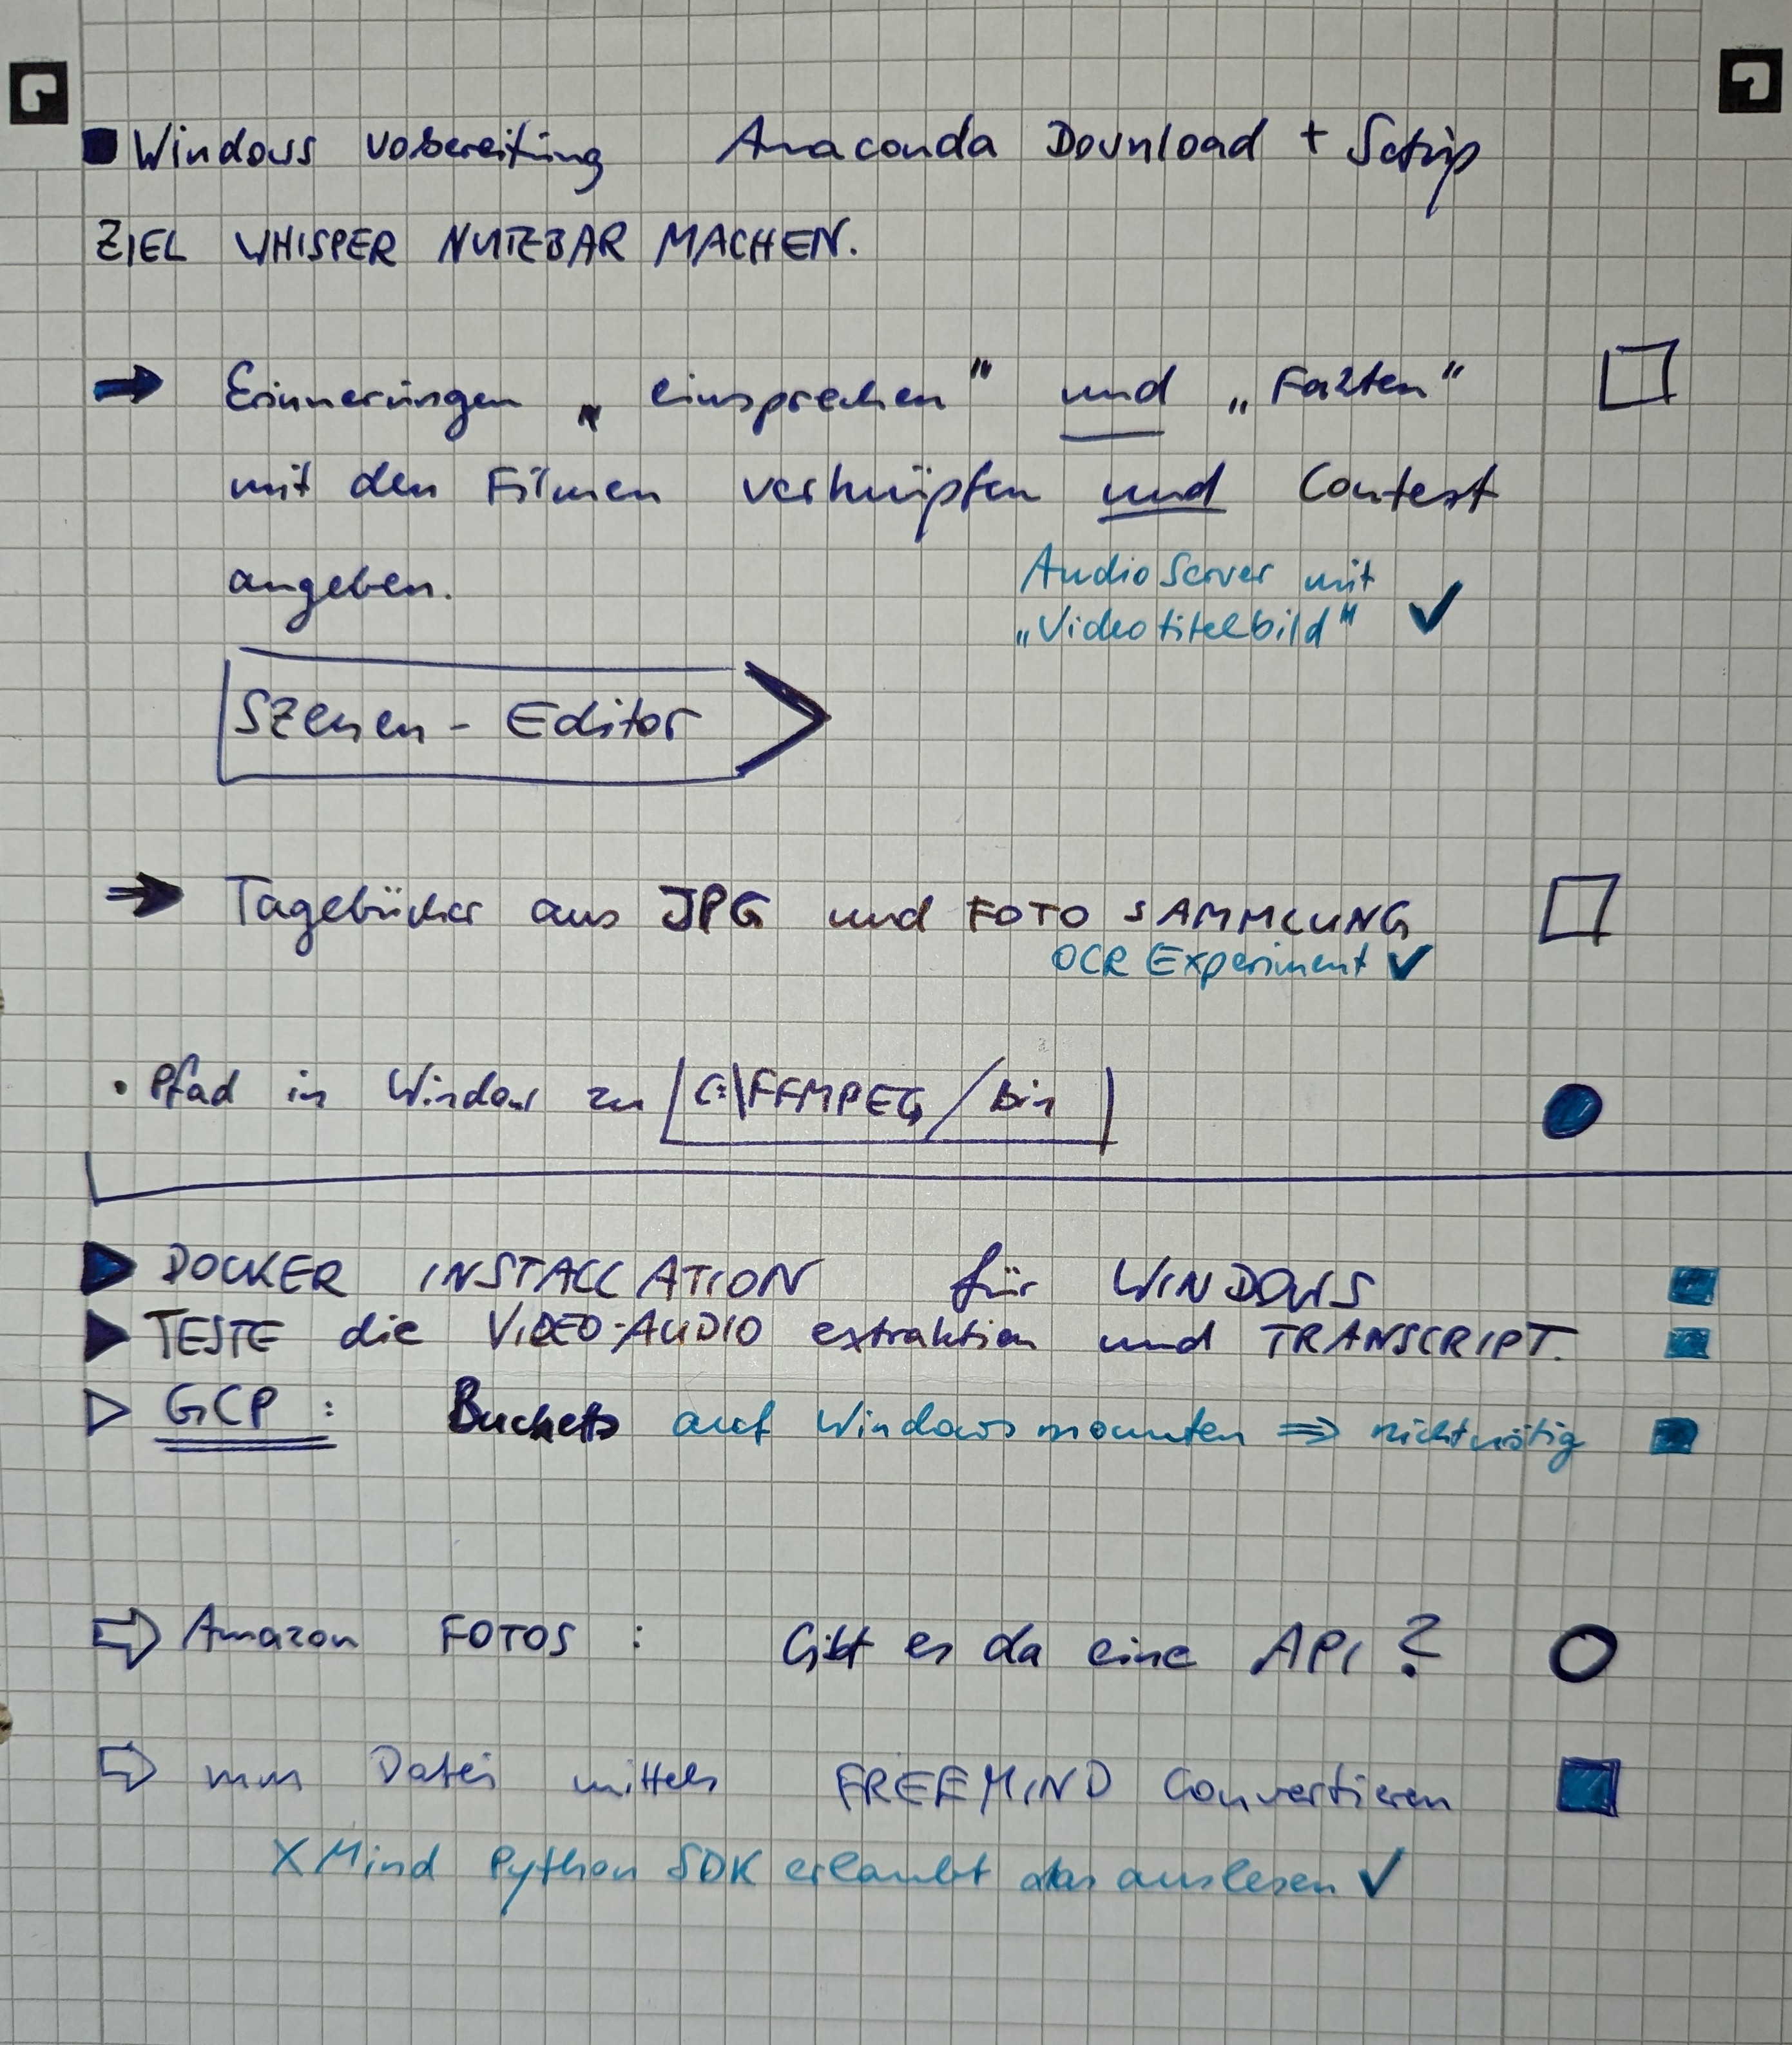 Windows vorbereitung Anaconda Download + Setup
ZIEL WHISPER NUTZBAR MACHEN.
Erinnerungen „einsprechen" und „Fakten"
mit den Filmen verknüpfen und Context
angeben.
Audio Server mit
„Videotitelbild" ✓
Szenen - Editor
Tagebücher aus JPG und FOTO SAMMLUNG
OCR Experiment ✓
• Pfad in Windows zu C:\FFMPEG/bin
DOCKER INSTALLATION für WINDOWS
TESTE die VIDEO-AUDIO extraktion und TRANSCRIPT.
GCP : Buckets auf Windows mounten ⇒ nicht nötig
Amazon FOTOS : Gibt es da eine API ?
Datei mittels FREEMIND Convertieren
XMind Python SDK erlaubt das auslesen ✓